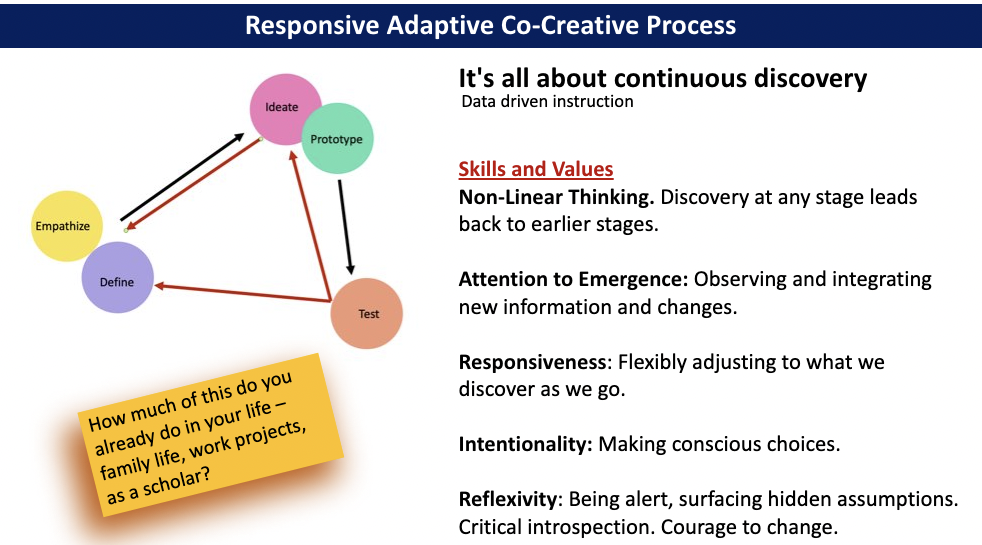 Responsive Adaptive Co-Creative Process
Ideate
Prototype
Empathize
Define
Test
How much of this do you
already do in your life –
family life, work projects,
as a scholar?
It's all about continuous discovery
Data driven instruction
Skills and Values
Non-Linear Thinking. Discovery at any stage leads
back to earlier stages.
Attention to Emergence: Observing and integrating
new information and changes.
Responsiveness: Flexibly adjusting to what we
discover as we go.
Intentionality: Making conscious choices.
Reflexivity: Being alert, surfacing hidden assumptions.
Critical introspection. Courage to change.